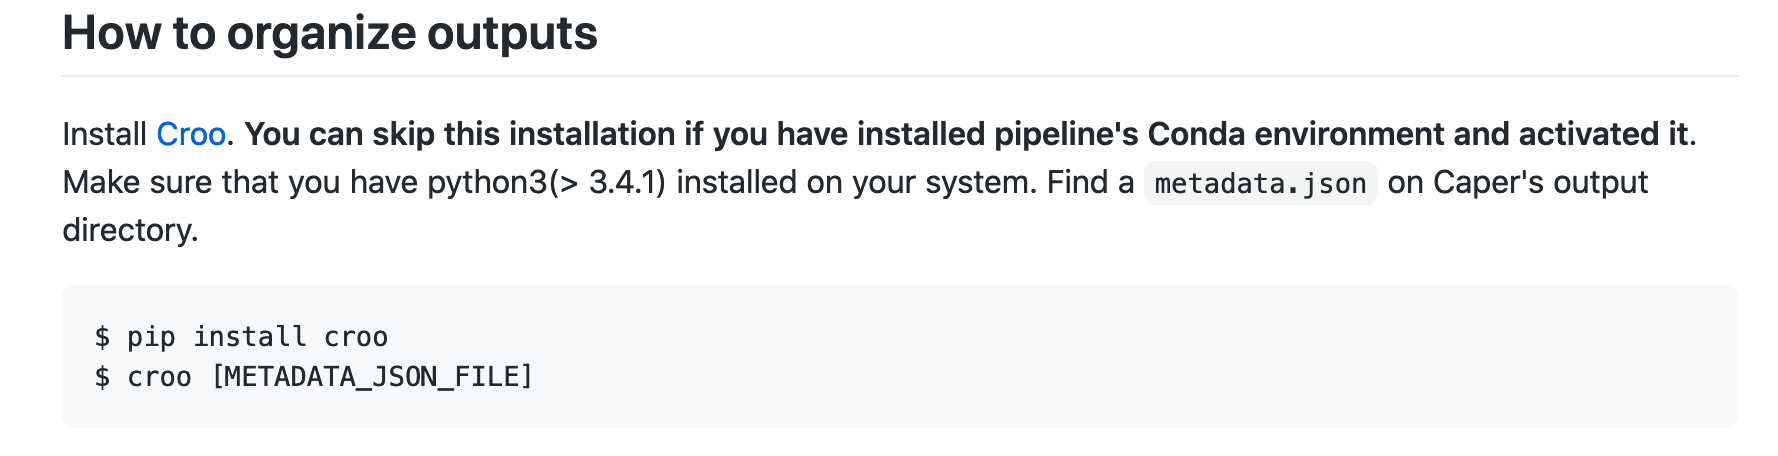 How to organize outputs
Install Croo. You can skip this installation if you have installed pipeline's Conda environment and activated it.
Make sure that you have python3(> 3.4.1) installed on your system. Find a metadata.json on Caper's output
directory.
$ pip install croo
$ croo [METADATA_JSON_FILE]